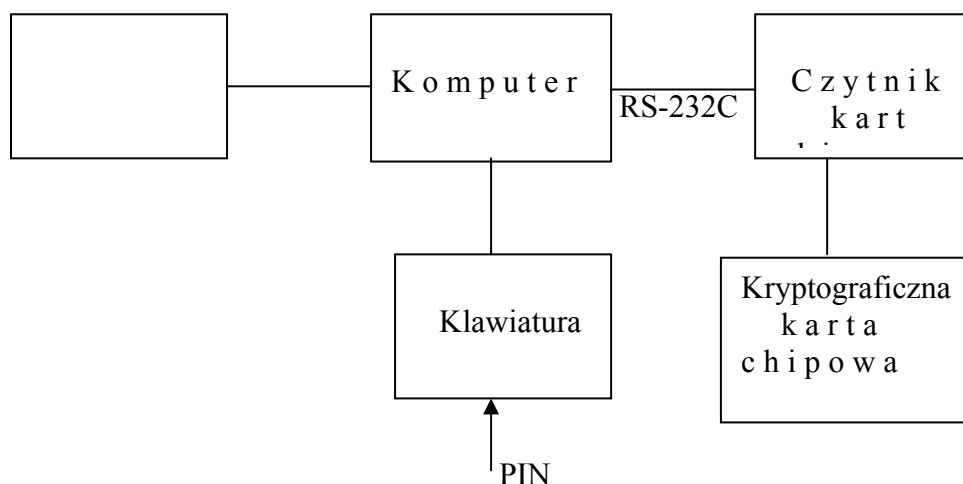 Komputer
RS-232C
Czytnik
kart
Klawiatura
Kryptograficzna
karta
chipowa
PIN